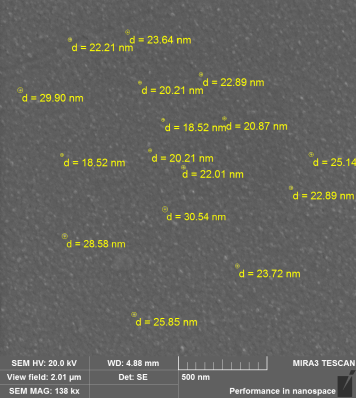 d = 23.64 nm
d = 22.21 nm
d = 22.89 nm
d = 20.21 nm
d = 29.90 nm
d = 18.52 nm
d = 20.87 nm
d = 20.21 nm
d = 25.14
d = 18.52 nm
d = 22.01 nm
d = 22.89 nm
d = 30.54 nm
d = 28.58 nm
d = 23.72 nm
d = 25.85 nm
SEM HV: 20.0 kV WD: 4.88 mm MIRA3 TESCAN
View field: 2.01 µm Det: SE 500 nm
SEM MAG: 138 kx Performance in nanospace